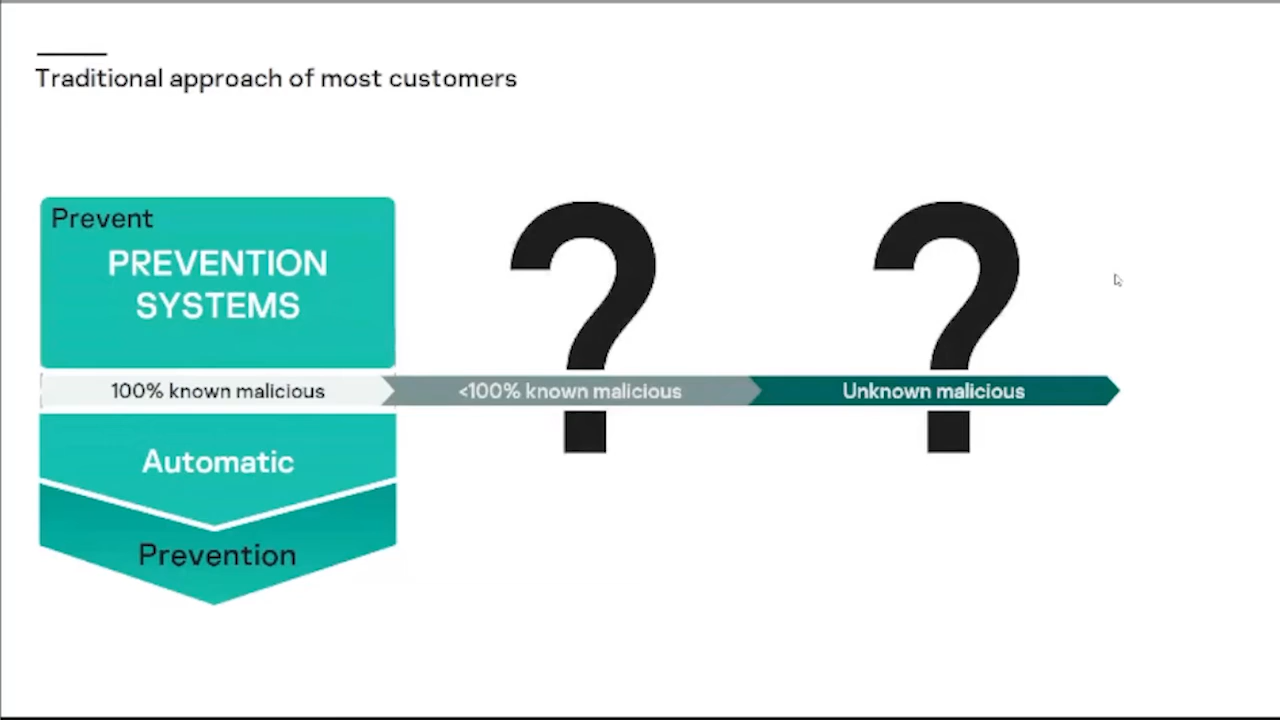 Traditional approach of most customers
Prevent
PREVENTION
SYSTEMS
? ?
100% known malicious <100% known malicious Unknown malicious
Automatic
Prevention